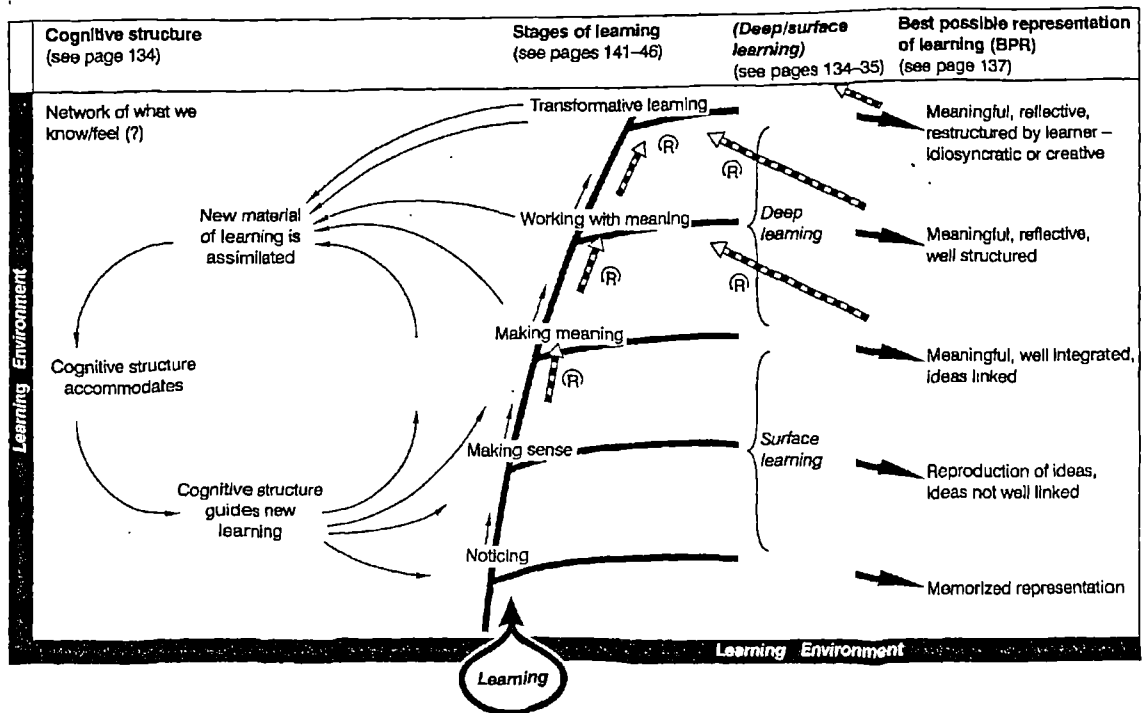 Cognitive structure
(see page 134)
Stages of learning
(see pages 141–46)
(Deep/surface
learning)
(see pages 134–35)
Best possible representation
of learning (BPR)
(see page 137)
Network of what we
know/feel (?)
Transformative learning
Meaningful, reflective,
restructured by learner –
idiosyncratic or creative
R
R
New material
of learning is
assimilated
Working with meaning
Deep
learning
Meaningful, reflective,
well structured
R
R
Learning Environment
Making meaning
Cognitive structure
accommodates
R
Meaningful, well integrated,
ideas linked
Making sense
Surface
learning
Reproduction of ideas,
ideas not well linked
Cognitive structure
guides new
learning
Noticing
Memorized representation
Learning Environment
Learning